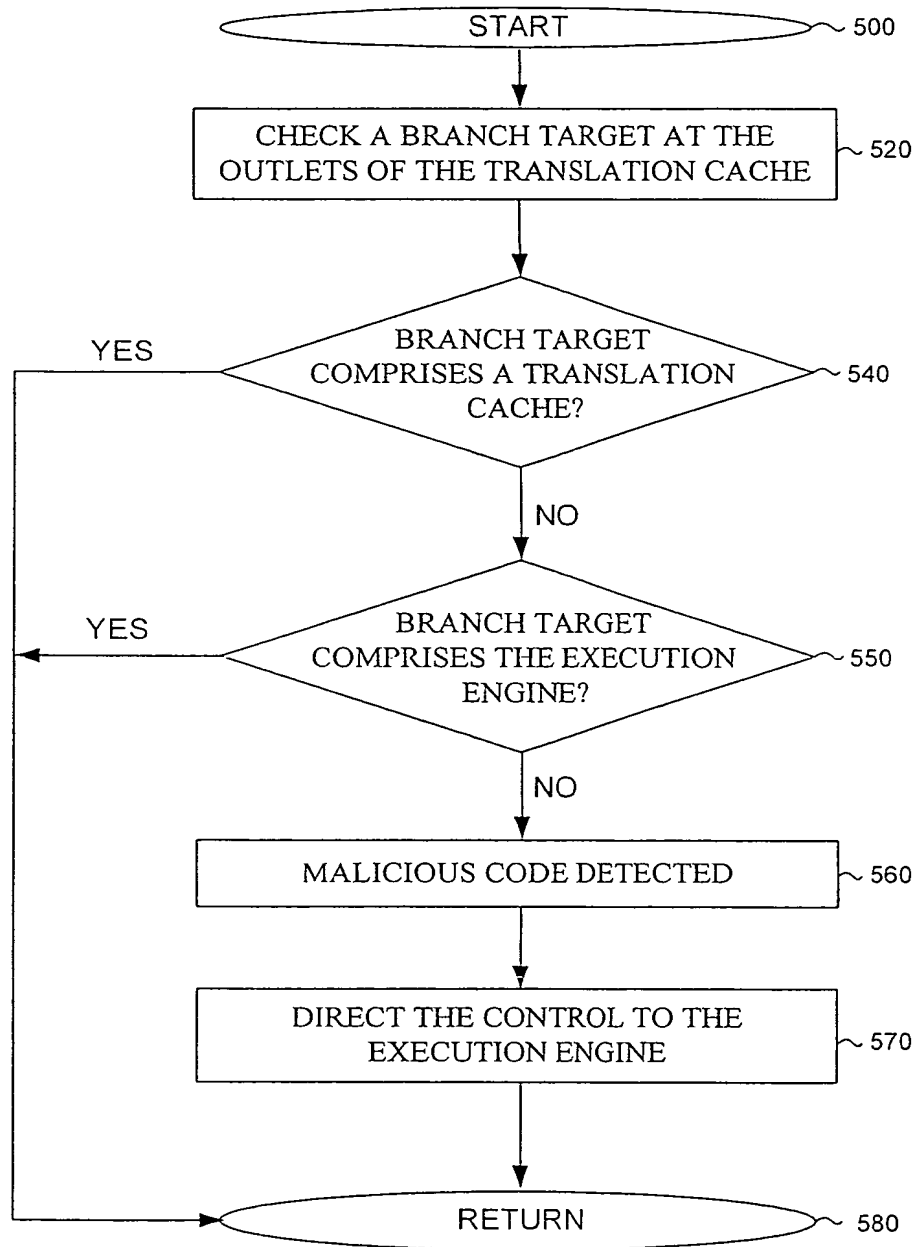 START
500
CHECK A BRANCH TARGET AT THE
OUTLETS OF THE TRANSLATION CACHE
520
BRANCH TARGET
COMPRISES A TRANSLATION
CACHE?
540
YES
NO
BRANCH TARGET
COMPRISES THE EXECUTION
ENGINE?
550
YES
NO
MALICIOUS CODE DETECTED
560
DIRECT THE CONTROL TO THE
EXECUTION ENGINE
570
RETURN
580